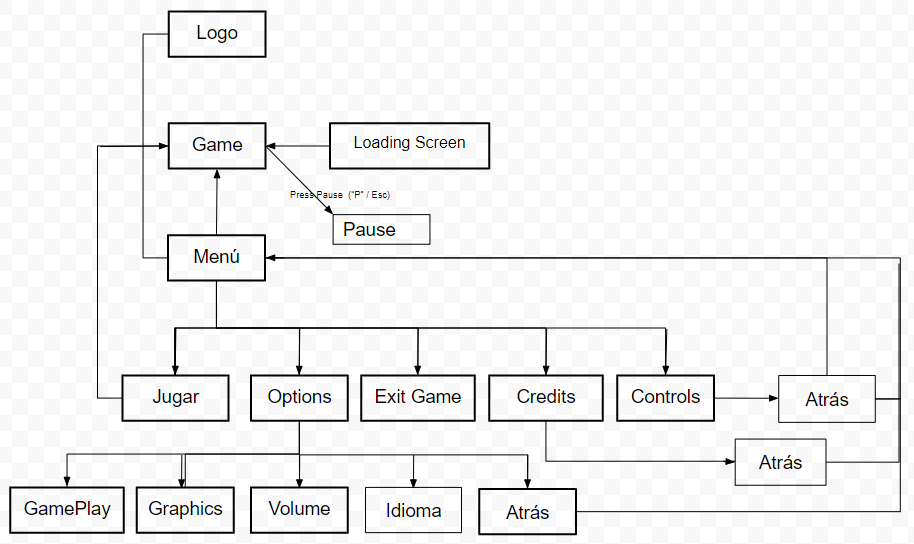 Logo
Game
Loading Screen
Press Pause ("P" / Esc)
Pause
Menú
Jugar
Options
Exit Game
Credits
Controls
Atrás
Atrás
GamePlay
Graphics
Volume
Idioma
Atrás